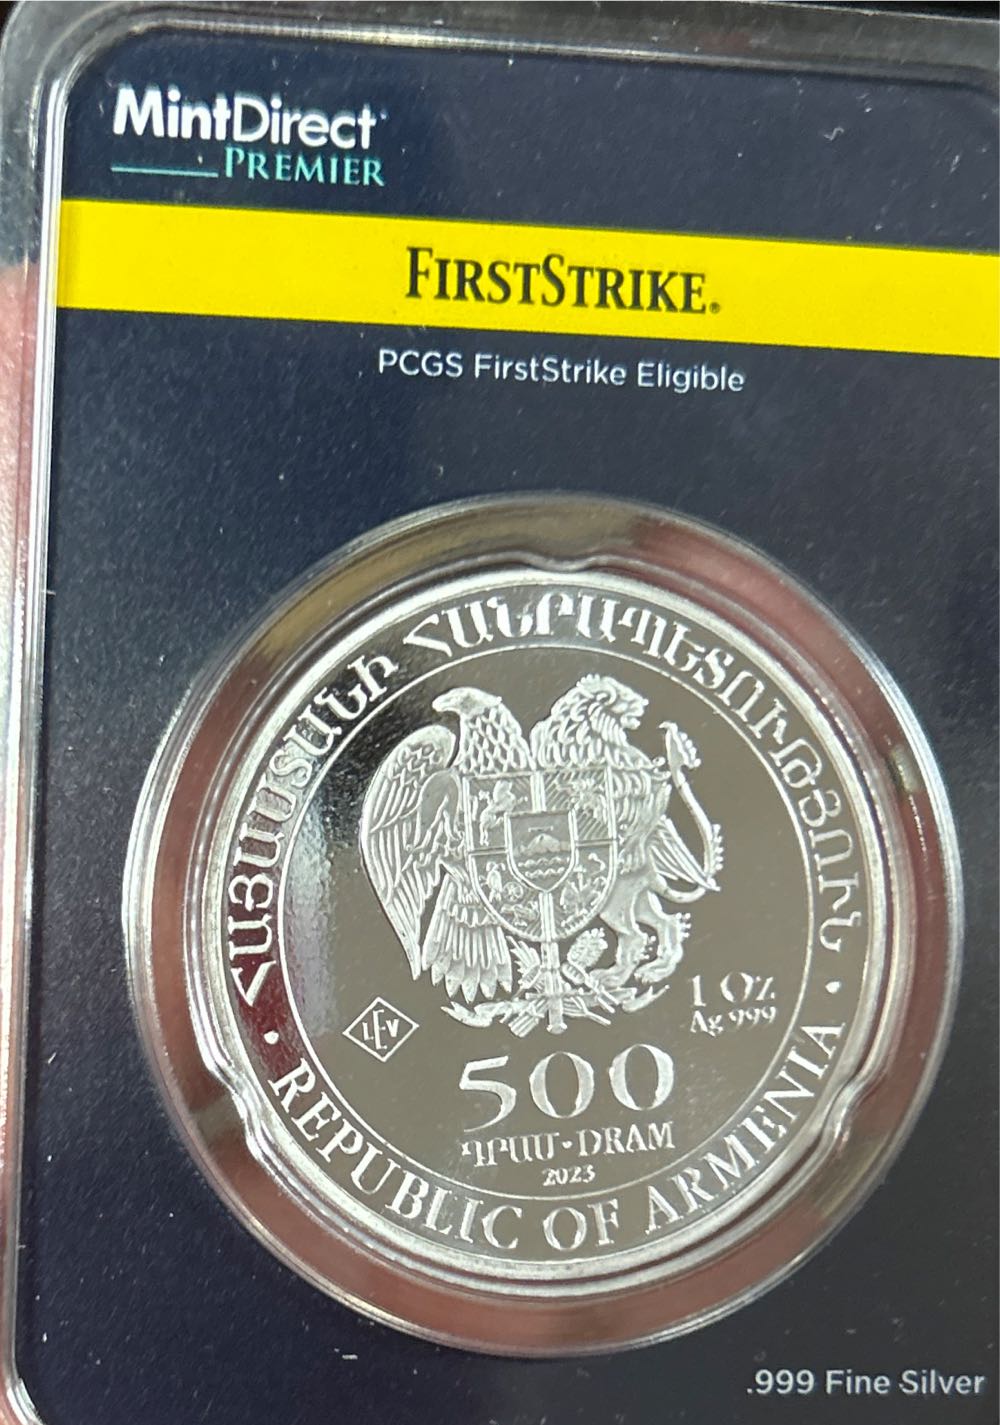 MintDirect
PREMIER
FIRSTSTRIKE®
PCGS FirstStrike Eligible
ՀԱՅԱՍՏԱՆԻ ՀԱՆՐԱՊԵՏՈՒԹՅՈՒՆ
1 Oz
Ag 999
LEV
500
ԴՐԱՄ • DRAM
2023
• REPUBLIC OF ARMENIA •
.999 Fine Silver